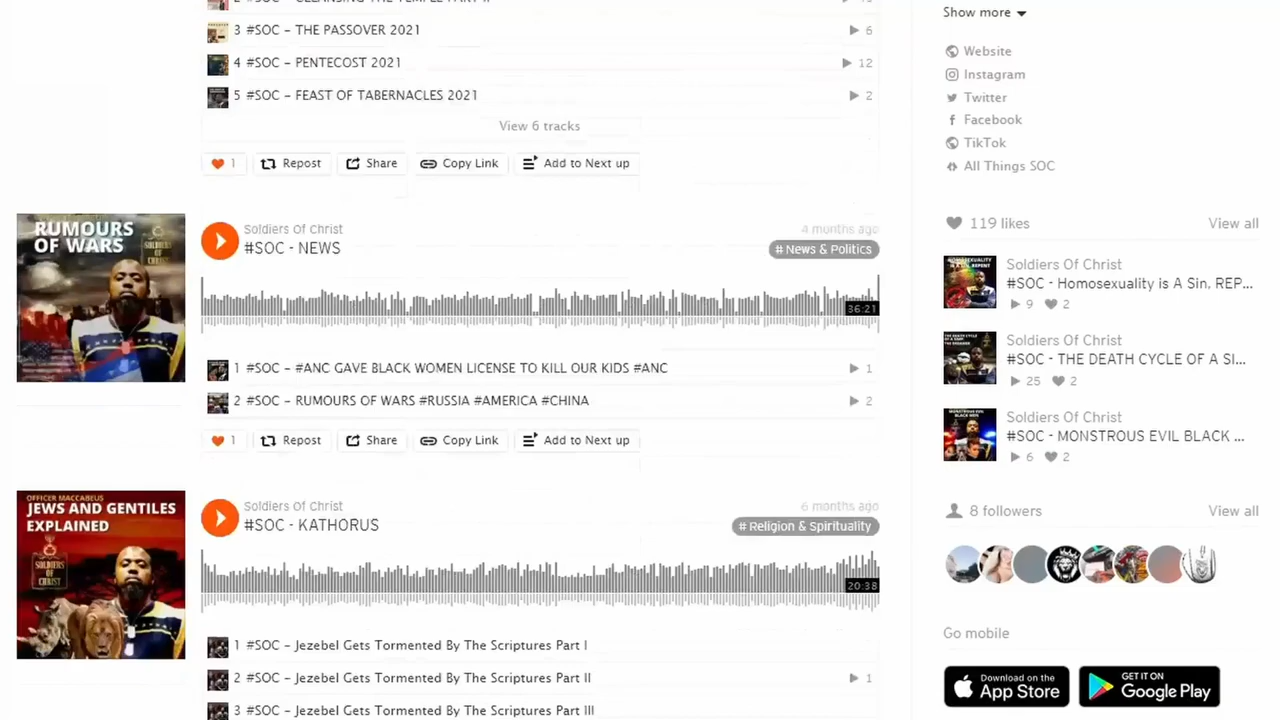 3 #SOC – THE PASSOVER 2021
6
4 #SOC – PENTECOST 2021
12
5 #SOC – FEAST OF TABERNACLES 2021
2
View 6 tracks
1
Repost
Share
Copy Link
Add to Next up
RUMOURS
OF WARS
SOLDIERS
OF CHRIST
Soldiers Of Christ
4 months ago
#SOC - NEWS
# News & Politics
36:21
1 #SOC – #ANC GAVE BLACK WOMEN LICENSE TO KILL OUR KIDS #ANC
1
2 #SOC – RUMOURS OF WARS #RUSSIA #AMERICA #CHINA
2
1
Repost
Share
Copy Link
Add to Next up
OFFICER MACCABEUS
JEWS AND GENTILES
EXPLAINED
SOLDIERS
OF CHRIST
Soldiers Of Christ
6 months ago
#SOC - KATHORUS
# Religion & Spirituality
20:38
1 #SOC – Jezebel Gets Tormented By The Scriptures Part I
2 #SOC – Jezebel Gets Tormented By The Scriptures Part II
1
3 #SOC – Jezebel Gets Tormented By The Scriptures Part III
Show more
Website
Instagram
Twitter
Facebook
TikTok
All Things SOC
119 likes
View all
Soldiers Of Christ
#SOC - Homosexuality is A Sin, REP...
9
2
Soldiers Of Christ
#SOC - THE DEATH CYCLE OF A SI...
25
2
Soldiers Of Christ
#SOC - MONSTROUS EVIL BLACK ...
6
2
8 followers
View all
Go mobile
Download on the
App Store
GET IT ON
Google Play